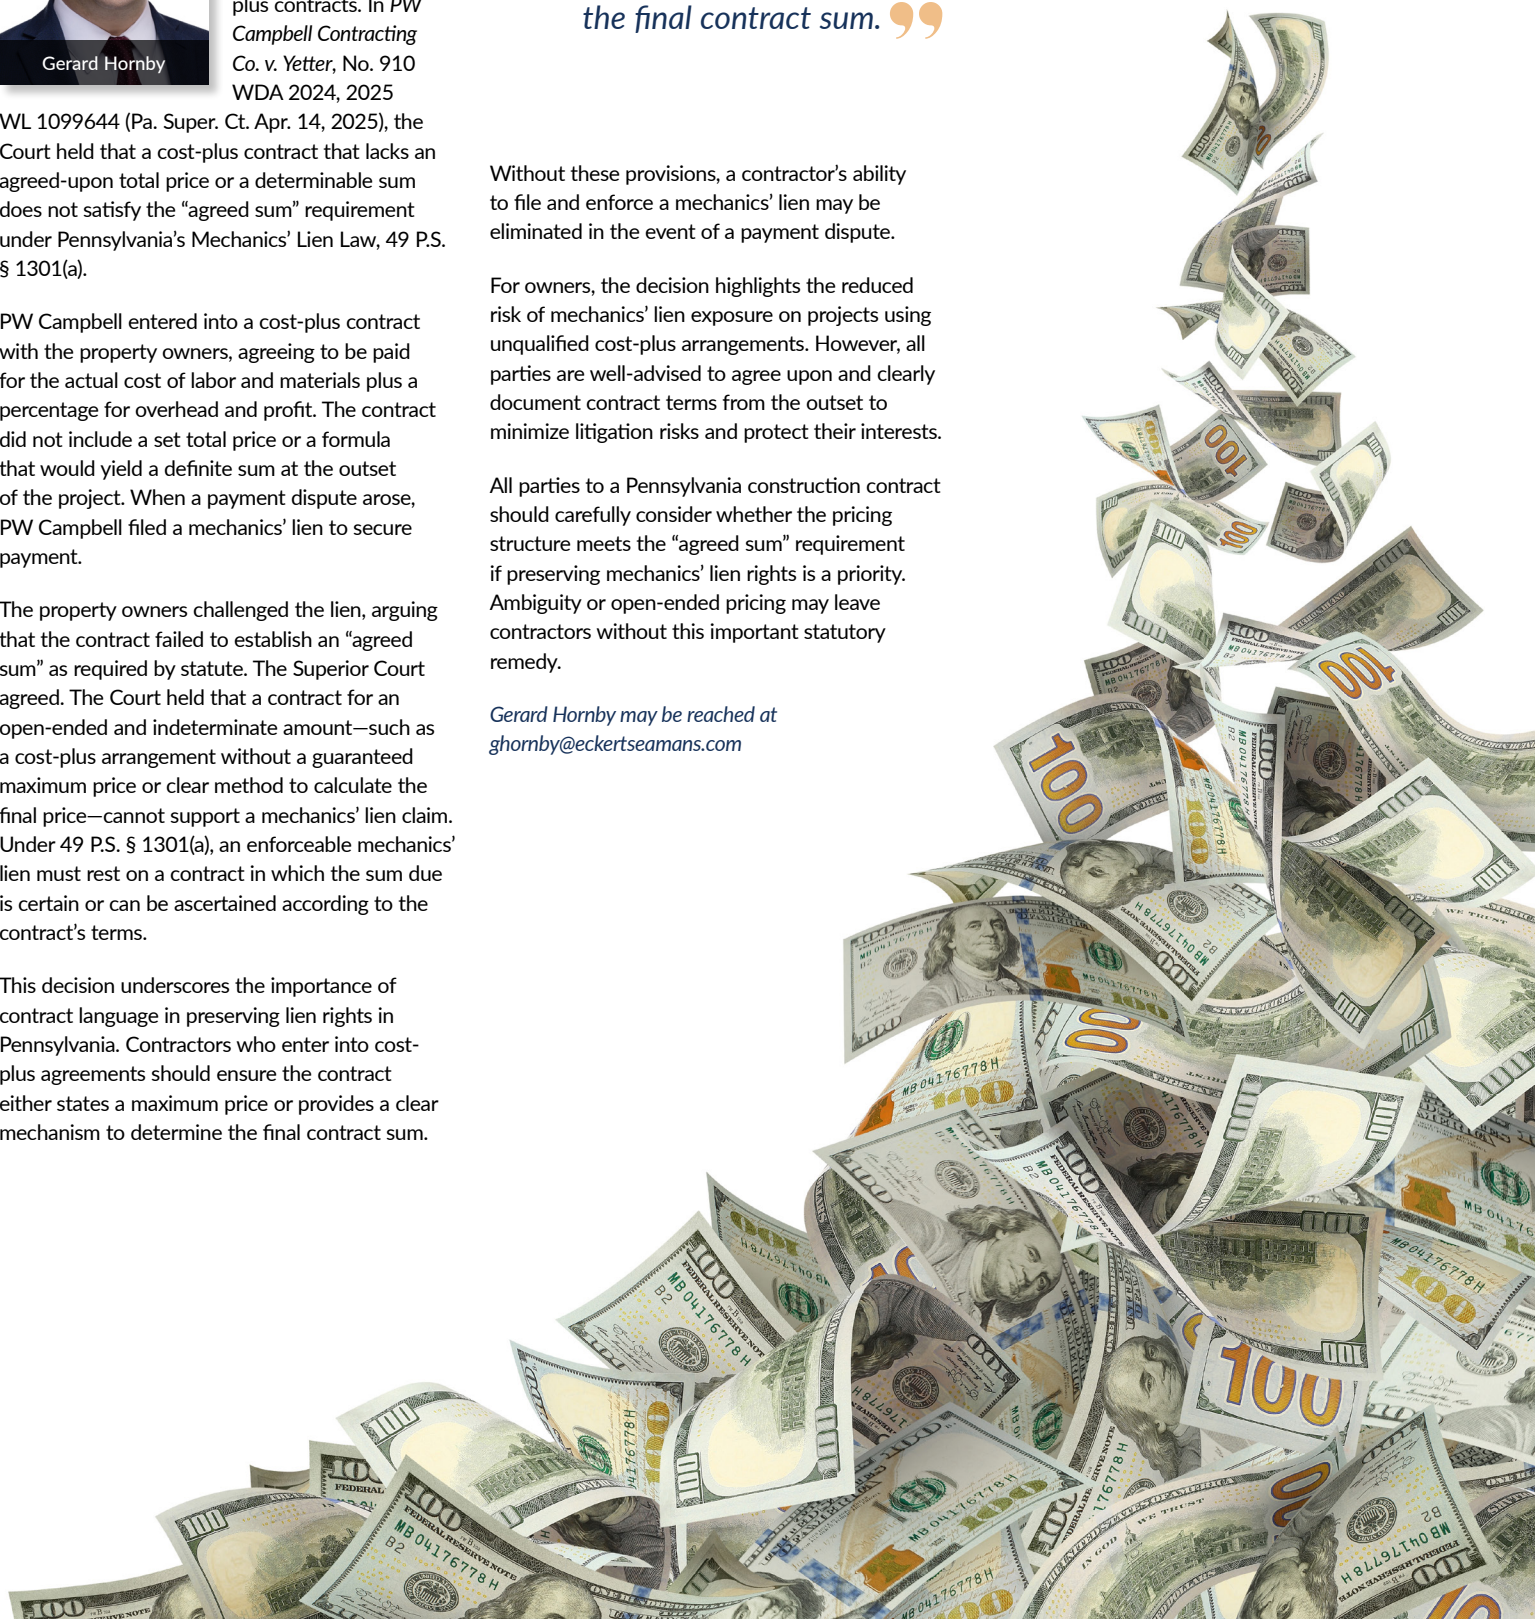 plus contracts. In PW
Campbell Contracting
Gerard Hornby
Co. v. Yetter, No. 910
WDA 2024, 2025
WL 1099644 (Pa. Super. Ct. Apr. 14, 2025), the
Court held that a cost-plus contract that lacks an
agreed-upon total price or a determinable sum
does not satisfy the “agreed sum” requirement
under Pennsylvania’s Mechanics’ Lien Law, 49 P.S.
§ 1301(a).
PW Campbell entered into a cost-plus contract
with the property owners, agreeing to be paid
for the actual cost of labor and materials plus a
percentage for overhead and profit. The contract
did not include a set total price or a formula
that would yield a definite sum at the outset
of the project. When a payment dispute arose,
PW Campbell filed a mechanics’ lien to secure
payment.
The property owners challenged the lien, arguing
that the contract failed to establish an “agreed
sum” as required by statute. The Superior Court
agreed. The Court held that a contract for an
open-ended and indeterminate amount—such as
a cost-plus arrangement without a guaranteed
maximum price or clear method to calculate the
final price—cannot support a mechanics’ lien claim.
Under 49 P.S. § 1301(a), an enforceable mechanics’
lien must rest on a contract in which the sum due
is certain or can be ascertained according to the
contract’s terms.
This decision underscores the importance of
contract language in preserving lien rights in
Pennsylvania. Contractors who enter into cost-
plus agreements should ensure the contract
either states a maximum price or provides a clear
mechanism to determine the final contract sum.
the final contract sum.”
Without these provisions, a contractor’s ability
to file and enforce a mechanics’ lien may be
eliminated in the event of a payment dispute.
For owners, the decision highlights the reduced
risk of mechanics’ lien exposure on projects using
unqualified cost-plus arrangements. However, all
parties are well-advised to agree upon and clearly
document contract terms from the outset to
minimize litigation risks and protect their interests.
All parties to a Pennsylvania construction contract
should carefully consider whether the pricing
structure meets the “agreed sum” requirement
if preserving mechanics’ lien rights is a priority.
Ambiguity or open-ended pricing may leave
contractors without this important statutory
remedy.
Gerard Hornby may be reached at
ghornby@eckertseamans.com
100
FEDERAL RESERVE NOTE
MB 04176778 H
B2